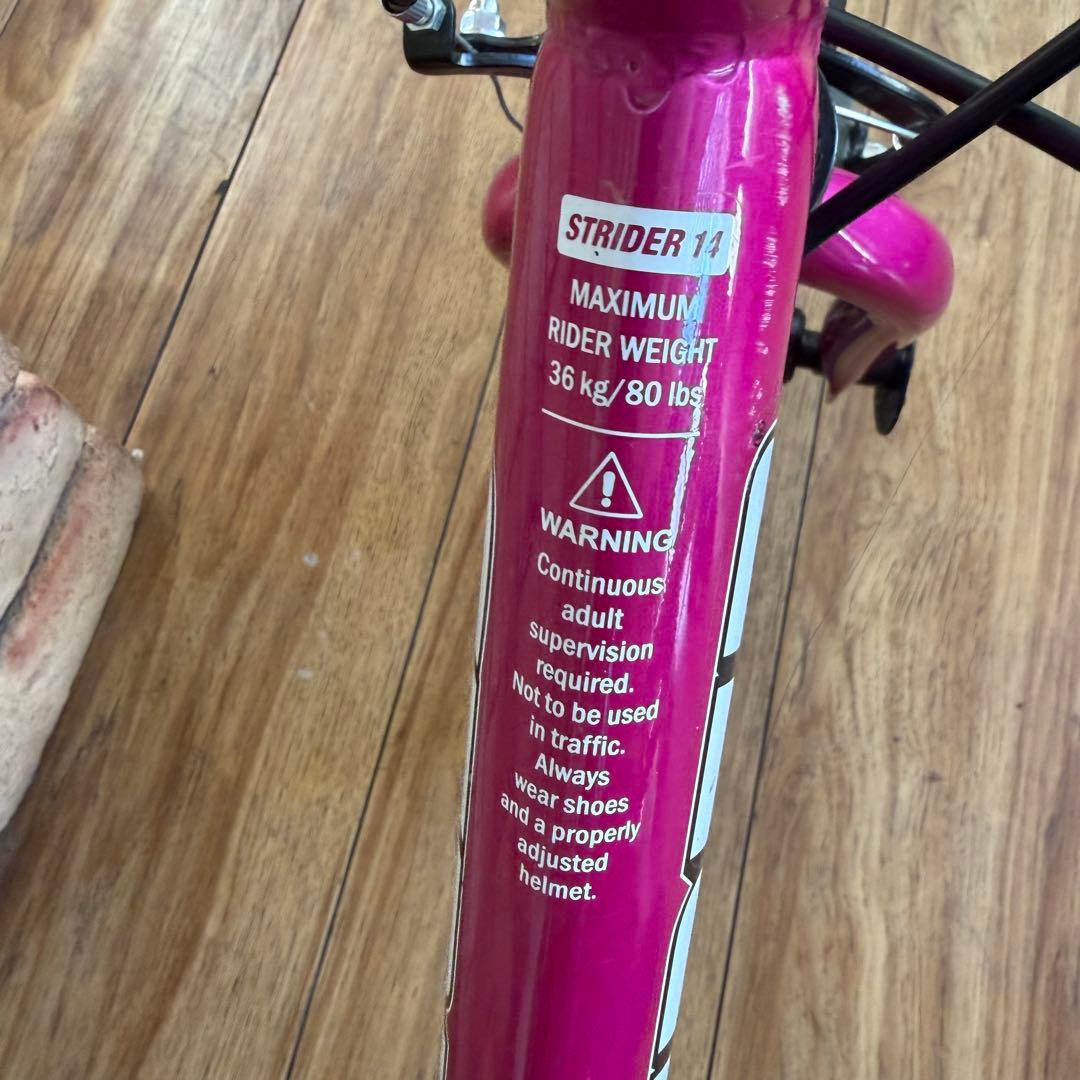 STRIDER 14
MAXIMUM
RIDER WEIGHT
36 kg/80 lbs
WARNING
Continuous
adult
supervision
required.
Not to be used
in traffic.
Always
wear shoes
and a properly
adjusted
helmet.